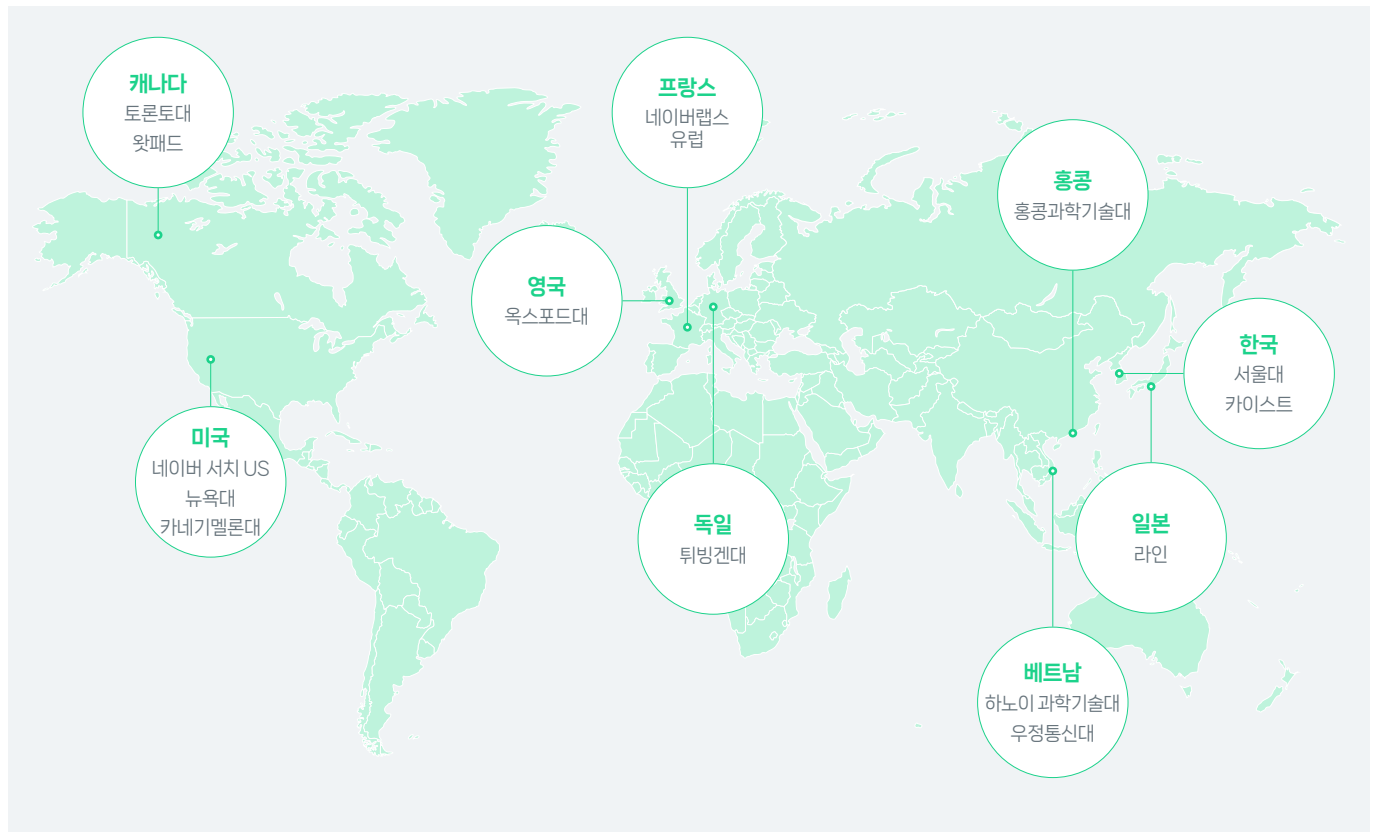 캐나다
토론토대
왓패드
프랑스
네이버랩스
유럽
홍콩
홍콩과학기술대
영국
옥스포드대
한국
서울대
카이스트
미국
네이버 서치 US
뉴욕대
카네기멜론대
독일
튀빙겐대
일본
라인
베트남
하노이 과학기술대
우정통신대